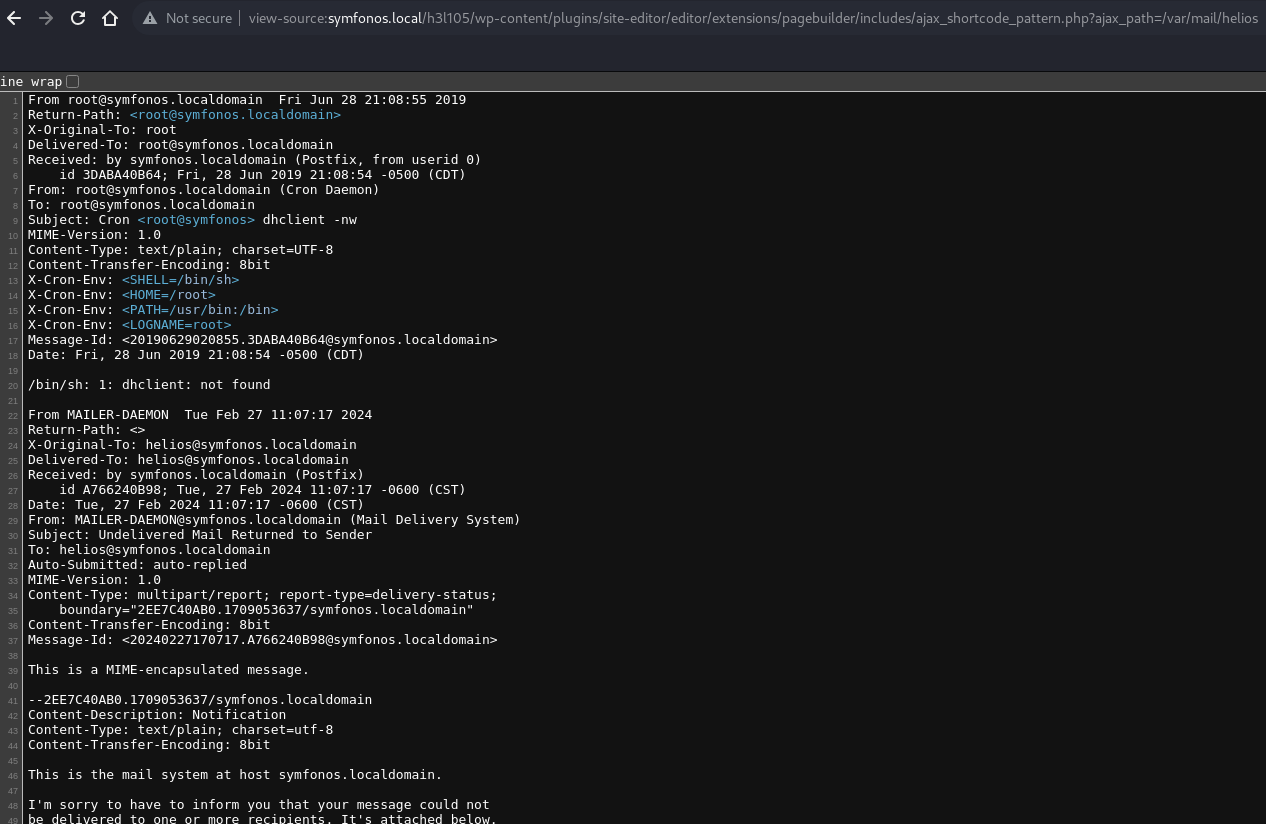 Not secure view-source:symfonos.local/h3l105/wp-content/plugins/site-editor/editor/extensions/pagebuilder/includes/ajax_shortcode_pattern.php?ajax_path=/var/mail/helios
ine wrap
1 From root@symfonos.localdomain  Fri Jun 28 21:08:55 2019
2 Return-Path: <root@symfonos.localdomain>
3 X-Original-To: root
4 Delivered-To: root@symfonos.localdomain
5 Received: by symfonos.localdomain (Postfix, from userid 0)
6     id 3DABA40B64; Fri, 28 Jun 2019 21:08:54 -0500 (CDT)
7 From: root@symfonos.localdomain (Cron Daemon)
8 To: root@symfonos.localdomain
9 Subject: Cron <root@symfonos> dhclient -nw
10 MIME-Version: 1.0
11 Content-Type: text/plain; charset=UTF-8
12 Content-Transfer-Encoding: 8bit
13 X-Cron-Env: <SHELL=/bin/sh>
14 X-Cron-Env: <HOME=/root>
15 X-Cron-Env: <PATH=/usr/bin:/bin>
16 X-Cron-Env: <LOGNAME=root>
17 Message-Id: <20190629020855.3DABA40B64@symfonos.localdomain>
18 Date: Fri, 28 Jun 2019 21:08:54 -0500 (CDT)
19
20 /bin/sh: 1: dhclient: not found
21
22 From MAILER-DAEMON  Tue Feb 27 11:07:17 2024
23 Return-Path: <>
24 X-Original-To: helios@symfonos.localdomain
25 Delivered-To: helios@symfonos.localdomain
26 Received: by symfonos.localdomain (Postfix)
27     id A766240B98; Tue, 27 Feb 2024 11:07:17 -0600 (CST)
28 Date: Tue, 27 Feb 2024 11:07:17 -0600 (CST)
29 From: MAILER-DAEMON@symfonos.localdomain (Mail Delivery System)
30 Subject: Undelivered Mail Returned to Sender
31 To: helios@symfonos.localdomain
32 Auto-Submitted: auto-replied
33 MIME-Version: 1.0
34 Content-Type: multipart/report; report-type=delivery-status;
35     boundary="2EE7C40AB0.1709053637/symfonos.localdomain"
36 Content-Transfer-Encoding: 8bit
37 Message-Id: <20240227170717.A766240B98@symfonos.localdomain>
38
39 This is a MIME-encapsulated message.
40
41 --2EE7C40AB0.1709053637/symfonos.localdomain
42 Content-Description: Notification
43 Content-Type: text/plain; charset=utf-8
44 Content-Transfer-Encoding: 8bit
45
46 This is the mail system at host symfonos.localdomain.
47
48 I'm sorry to have to inform you that your message could not
49 be delivered to one or more recipients. It's attached below.